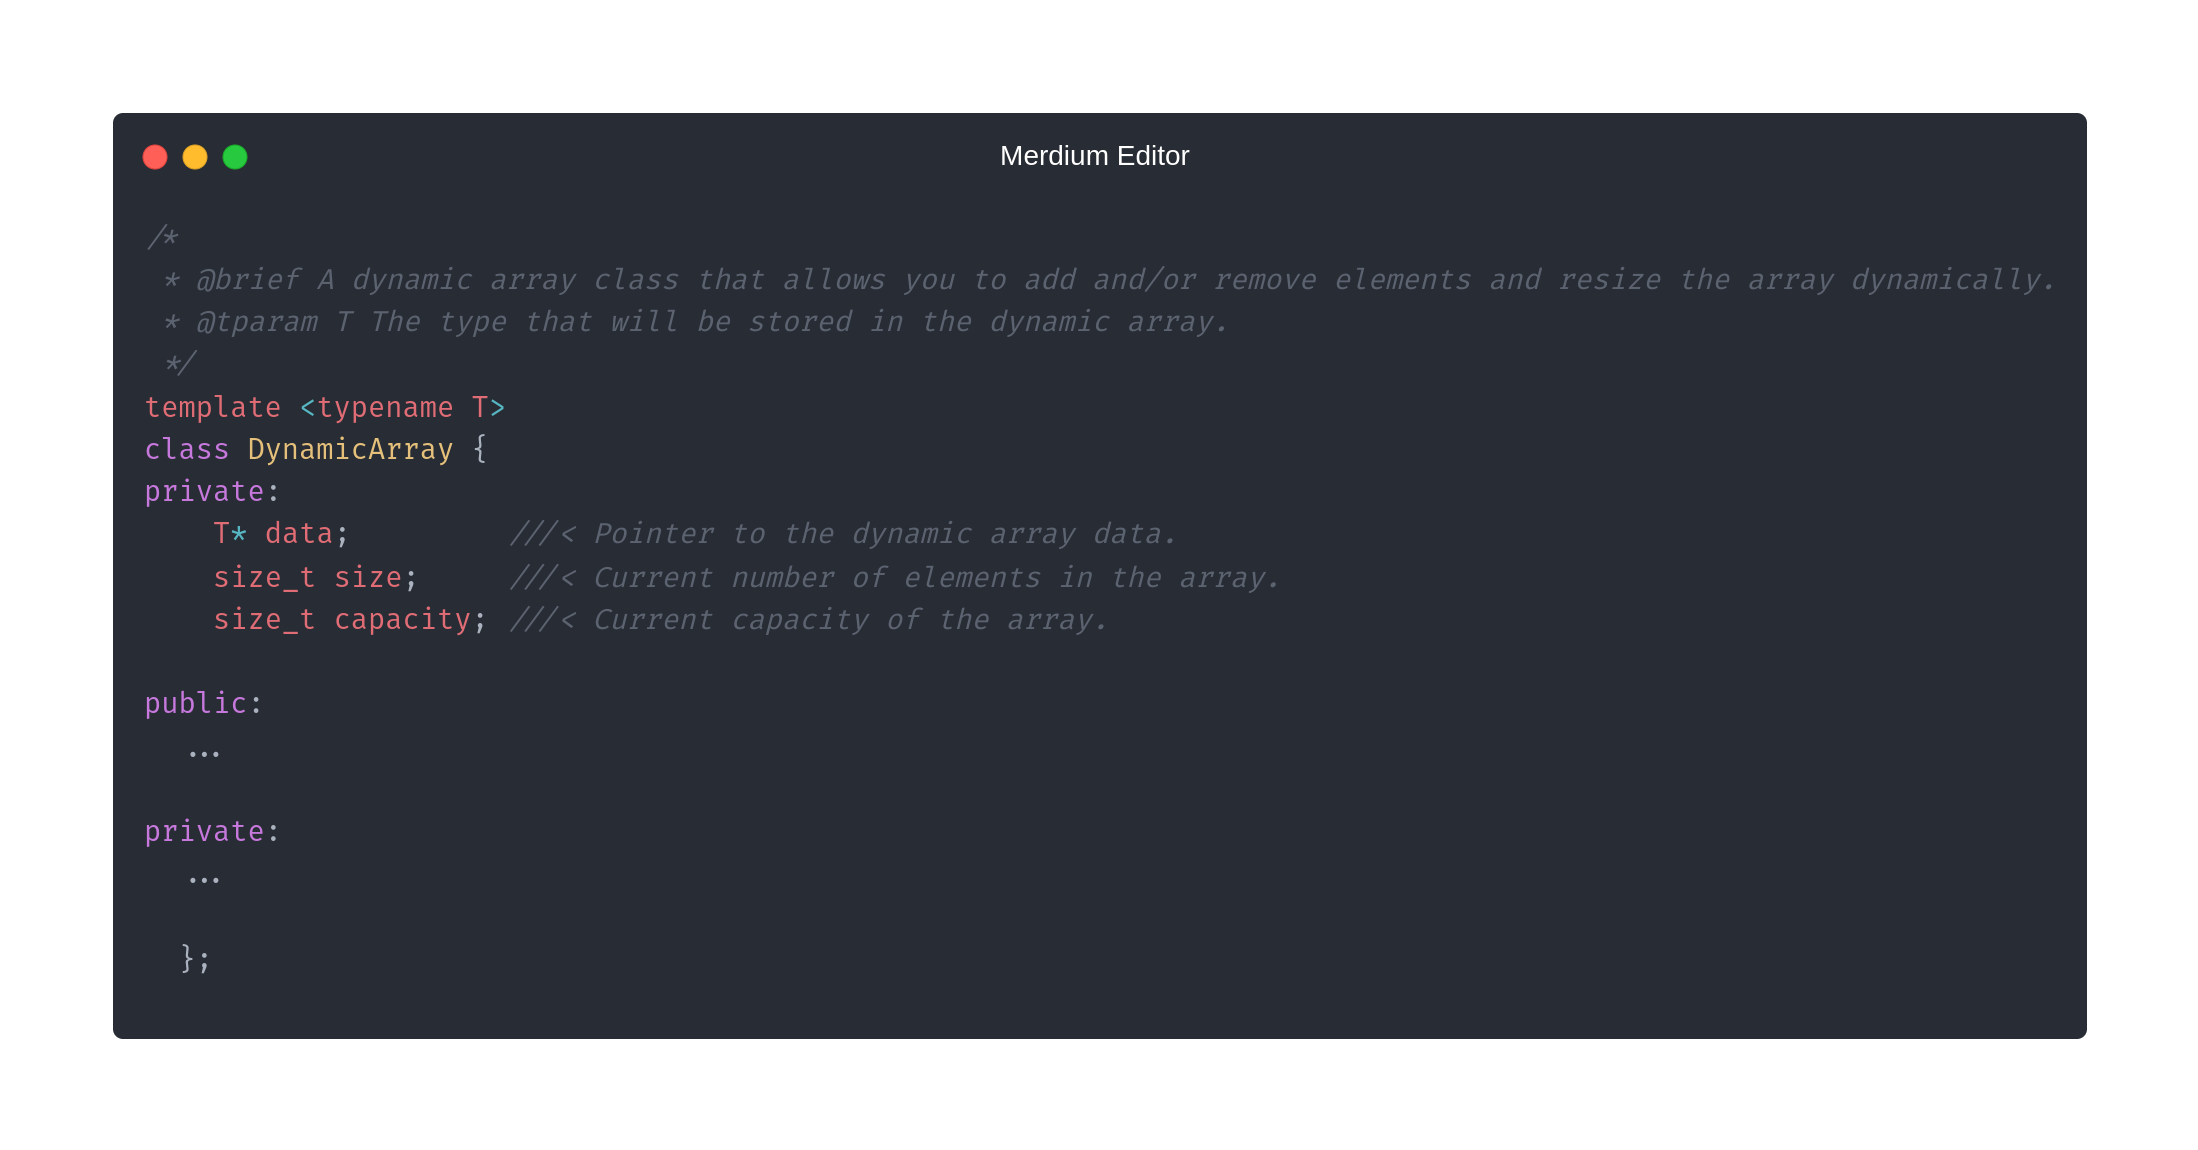 Merdium Editor
/*
 * @brief A dynamic array class that allows you to add and/or remove elements and resize the array dynamically.
 * @tparam T The type that will be stored in the dynamic array.
 */
template <typename T>
class DynamicArray {
private:
    T* data;         ///< Pointer to the dynamic array data.
    size_t size;     ///< Current number of elements in the array.
    size_t capacity; ///< Current capacity of the array.
public:
  ...
private:
  ...
  };